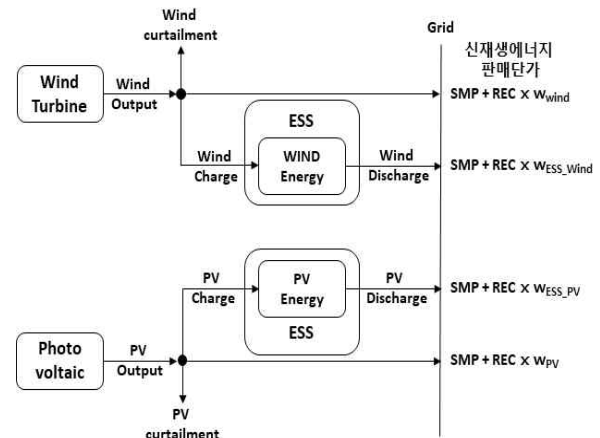 Wind
curtailment
Grid
신재생에너지
판매단가
Wind
Turbine
Wind
Output
SMP + REC x wwind
ESS
Wind
Charge
WIND
Energy
Wind
Discharge
SMP + REC x wESS_Wind
PV
Charge
PV
Energy
PV
Discharge
SMP + REC x wESS_PV
ESS
Photo
voltaic
PV
Output
SMP + REC x wPV
PV
curtailment